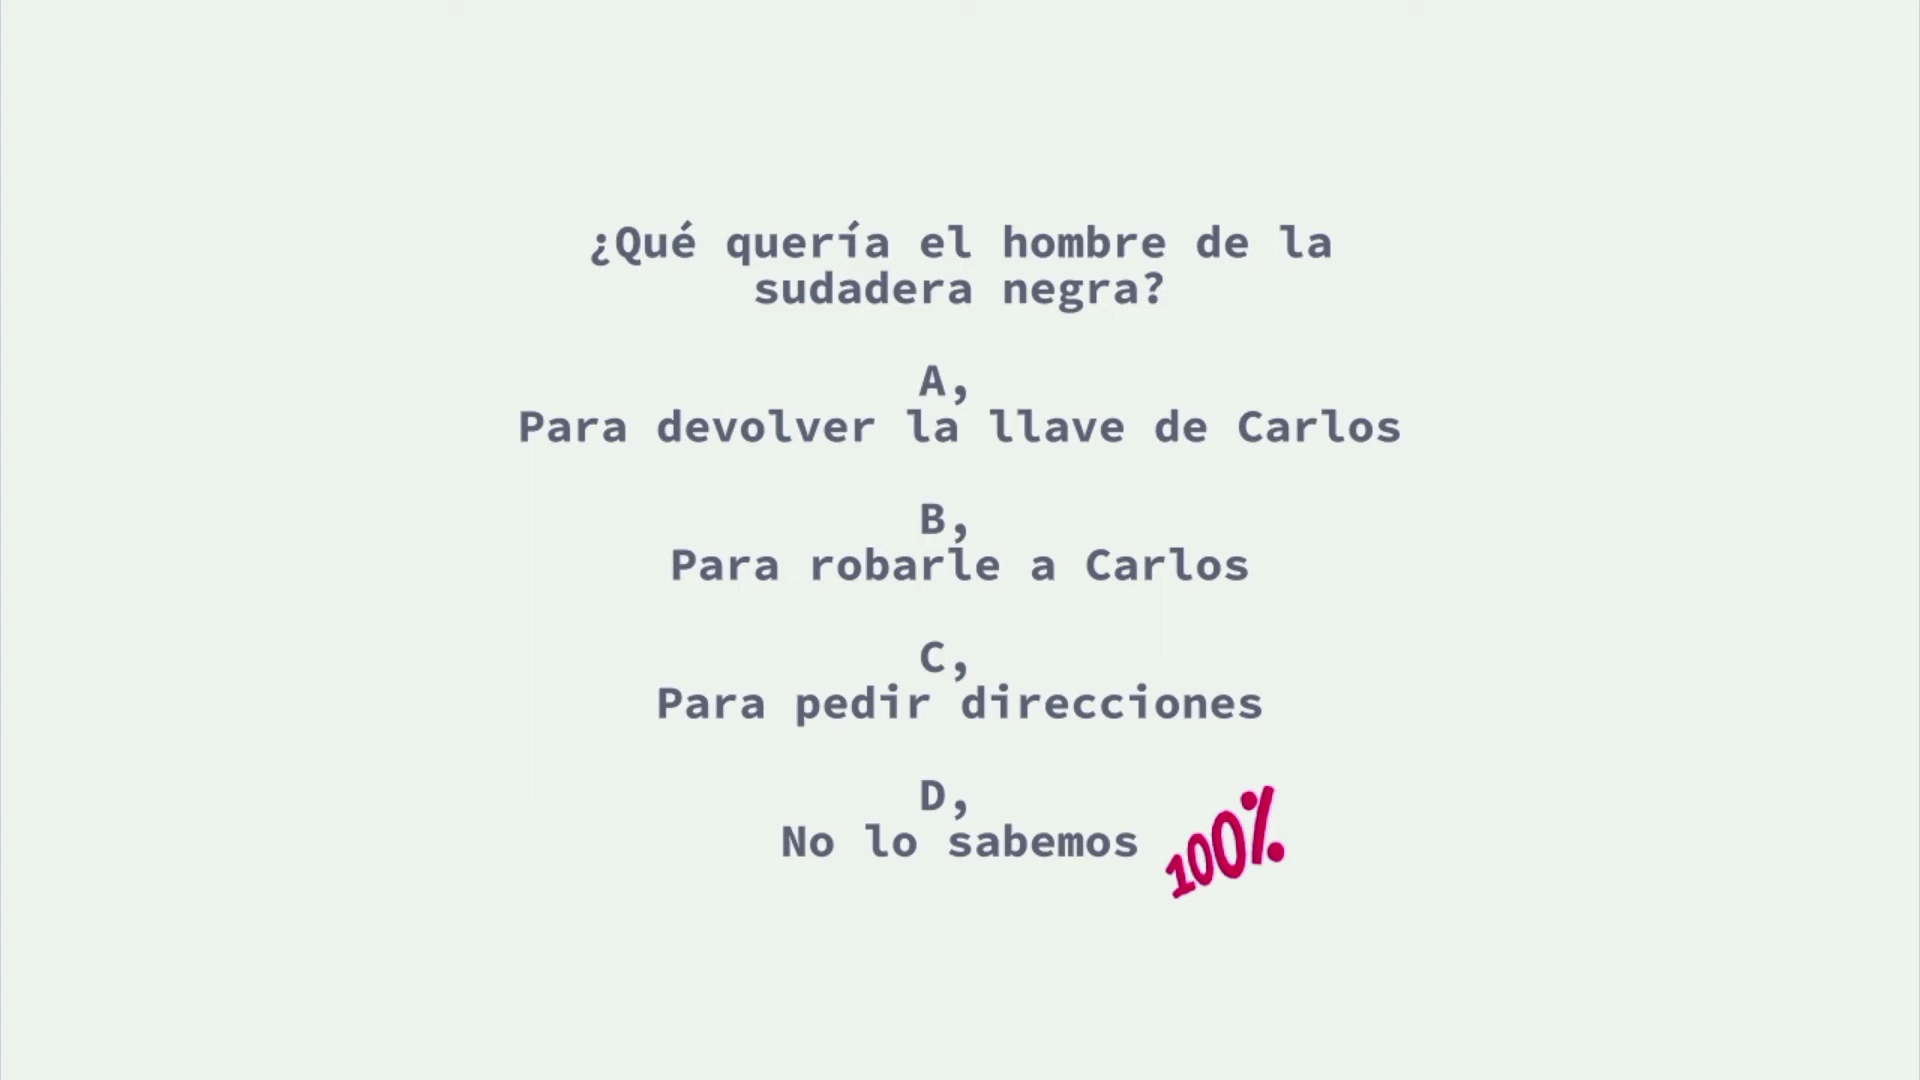 ¿Qué quería el hombre de la
sudadera negra?
A,
Para devolver la llave de Carlos
B,
Para robarle a Carlos
C,
Para pedir direcciones
D,
No lo sabemos
100%